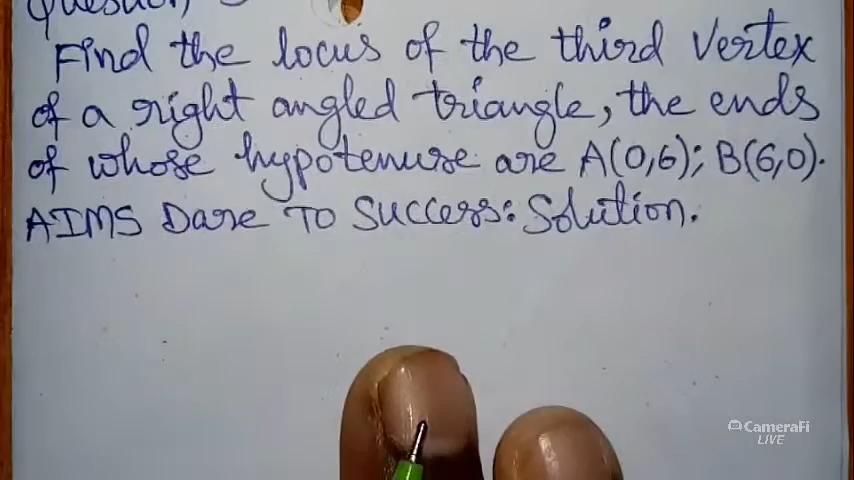 Question
Find the locus of the third vertex
of a right angled triangle, the ends
of whose hypotenuse are A(0,6); B(6,0).
AIMS Dare To Success: Solution.
CameraFi
LIVE